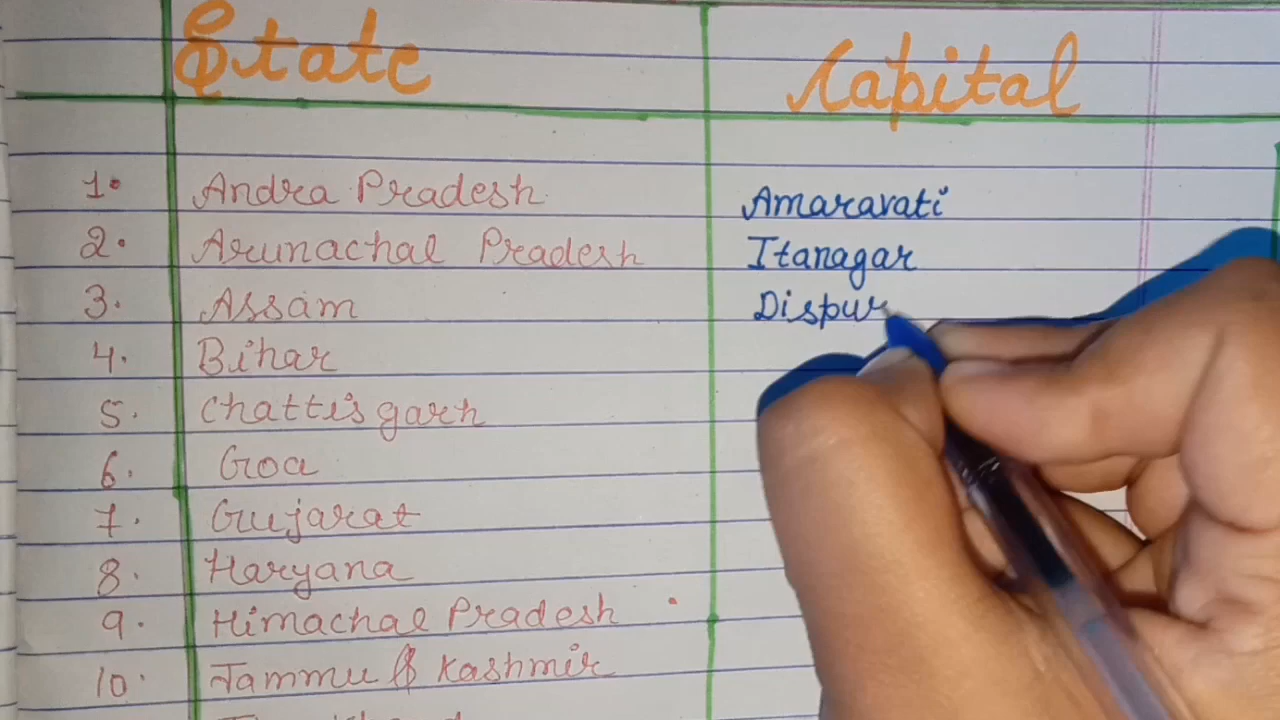 State Capital
1. Andra Pradesh Amaravati
2. Arunachal Pradesh Itanagar
3. Assam Dispur
4. Bihar
5. Chattisgarh
6. Goa
7. Gujarat
8. Haryana
9. Himachal Pradesh
10. Jammu & Kashmir